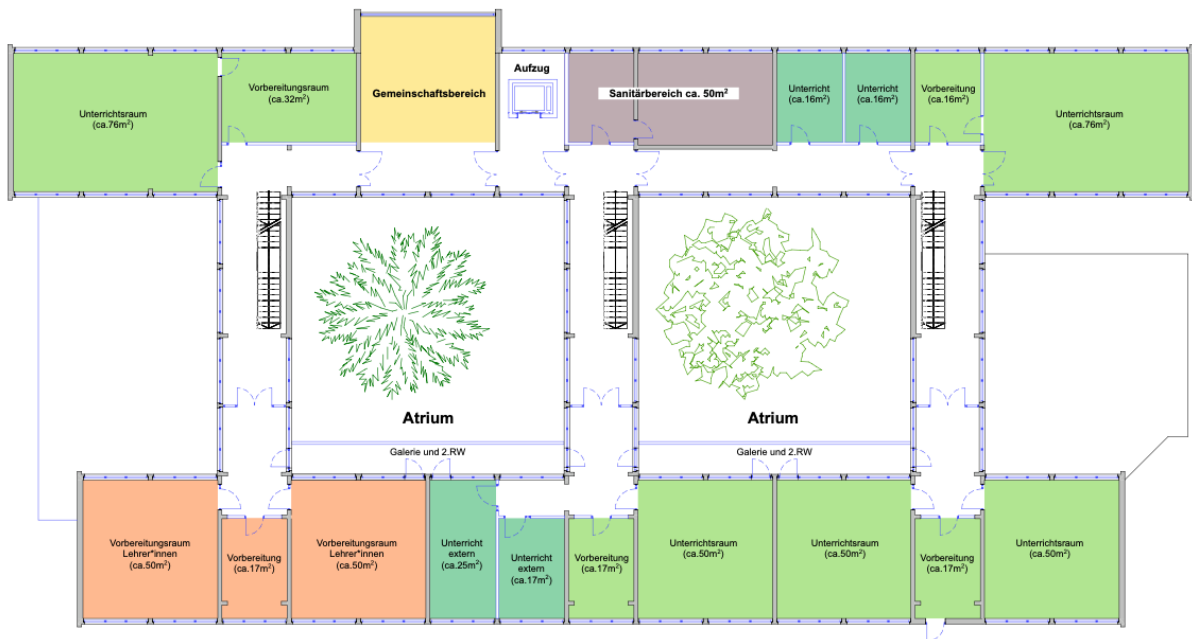 Aufzug
Vorbereitungsraum
(ca.32m²)
Gemeinschaftsbereich
Sanitärbereich ca. 50m²
Unterricht
(ca.16m²)
Unterricht
(ca.16m²)
Vorbereitung
(ca.16m²)
Unterrichtsraum
(ca.76m²)
Unterrichtsraum
(ca.76m²)
Atrium
Atrium
Galerie und 2.RW
Galerie und 2.RW
Vorbereitungsraum
Lehrer*innen
(ca.50m²)
Vorbereitung
(ca.17m²)
Vorbereitungsraum
Lehrer*innen
(ca.50m²)
Unterricht
extern
(ca.25m²)
Unterricht
extern
(ca.17m²)
Vorbereitung
(ca.17m²)
Unterrichtsraum
(ca.50m²)
Unterrichtsraum
(ca.50m²)
Vorbereitung
(ca.17m²)
Unterrichtsraum
(ca.50m²)